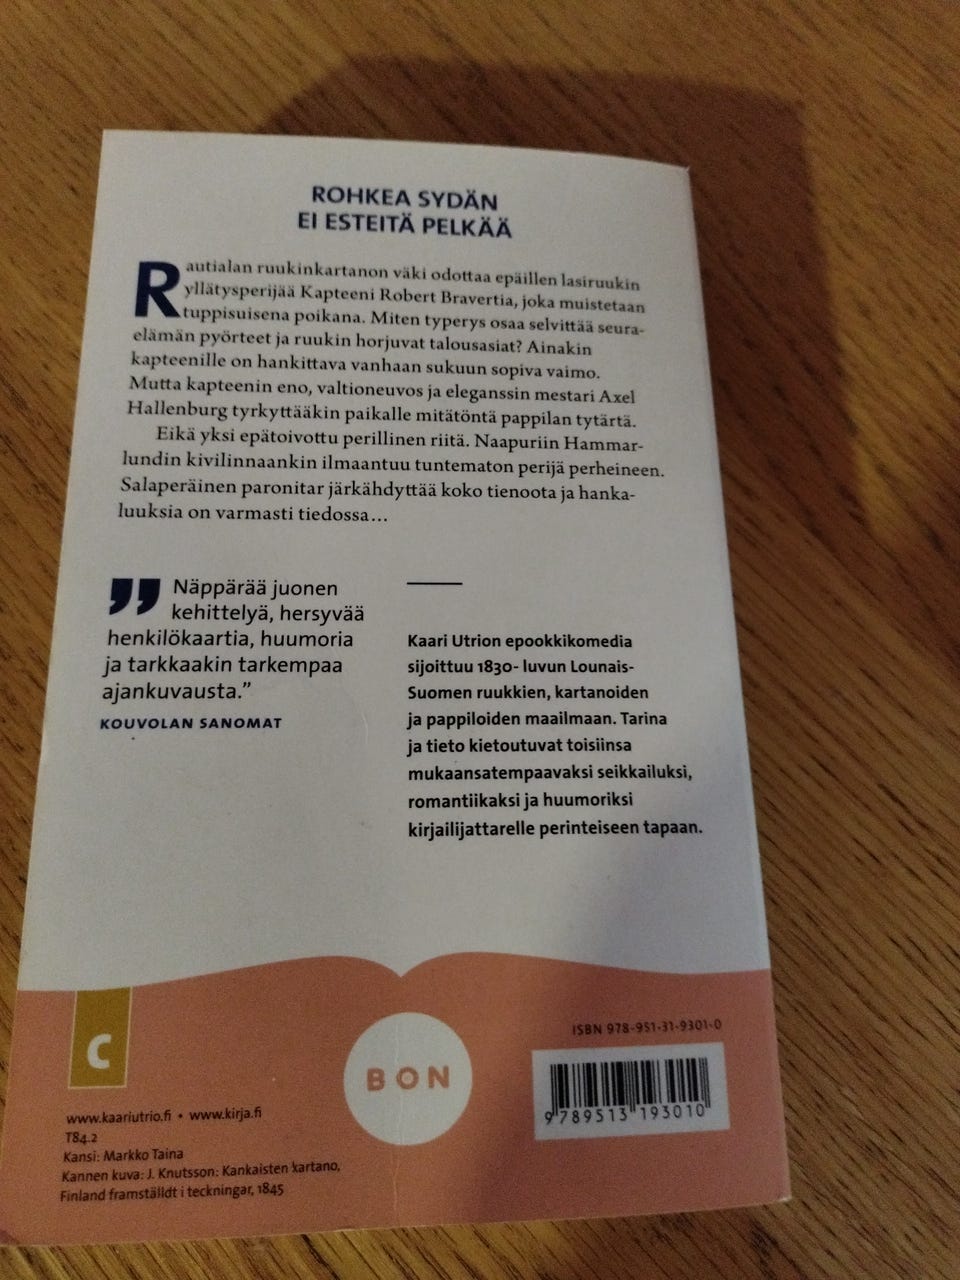 ROHKEA SYDÄN
EI ESTEITÄ PELKÄÄ
Rautialan ruukinkartanon väki odottaa epäillen lasiruukin
yllätysperijää Kapteeni Robert Bravertia, joka muistetaan
tuppisuisena poikana. Miten typerys osaa selvittää seura-
elämän pyörteet ja ruukin horjuvat talousasiat? Ainakin
kapteenille on hankittava vanhaan sukuun sopiva vaimo.
Mutta kapteenin eno, valtioneuvos ja eleganssin mestari Axel
Hallenburg tyrkyttääkin paikalle mitätöntä pappilan tytärtä.
Eikä yksi epätoivottu perillinen riitä. Naapuriin Hammar-
lundin kivilinnaankin ilmaantuu tuntematon perijä perheineen.
Salaperäinen paronitar järkähdyttää koko tienoota ja hanka-
luuksia on varmasti tiedossa...
” Näppärää juonen
kehittelyä, hersyvää
henkilökaartia, huumoria
ja tarkkaakin tarkempaa
ajankuvausta.”
KOUVOLAN SANOMAT
Kaari Utrion epookkikomedia
sijoittuu 1830- luvun Lounais-
Suomen ruukkien, kartanoiden
ja pappiloiden maailmaan. Tarina
ja tieto kietoutuvat toisiinsa
mukaansatempaavaksi seikkailuksi,
romantiikaksi ja huumoriksi
kirjailijattarelle perinteiseen tapaan.
C
BON
ISBN 978-951-31-9301-0
9 789513 193010
www.kaariutrio.fi • www.kirja.fi
T84.2
Kansi: Markko Taina
Kannen kuva: J. Knutsson: Kankaisten kartano,
Finland framställdt i teckningar, 1845